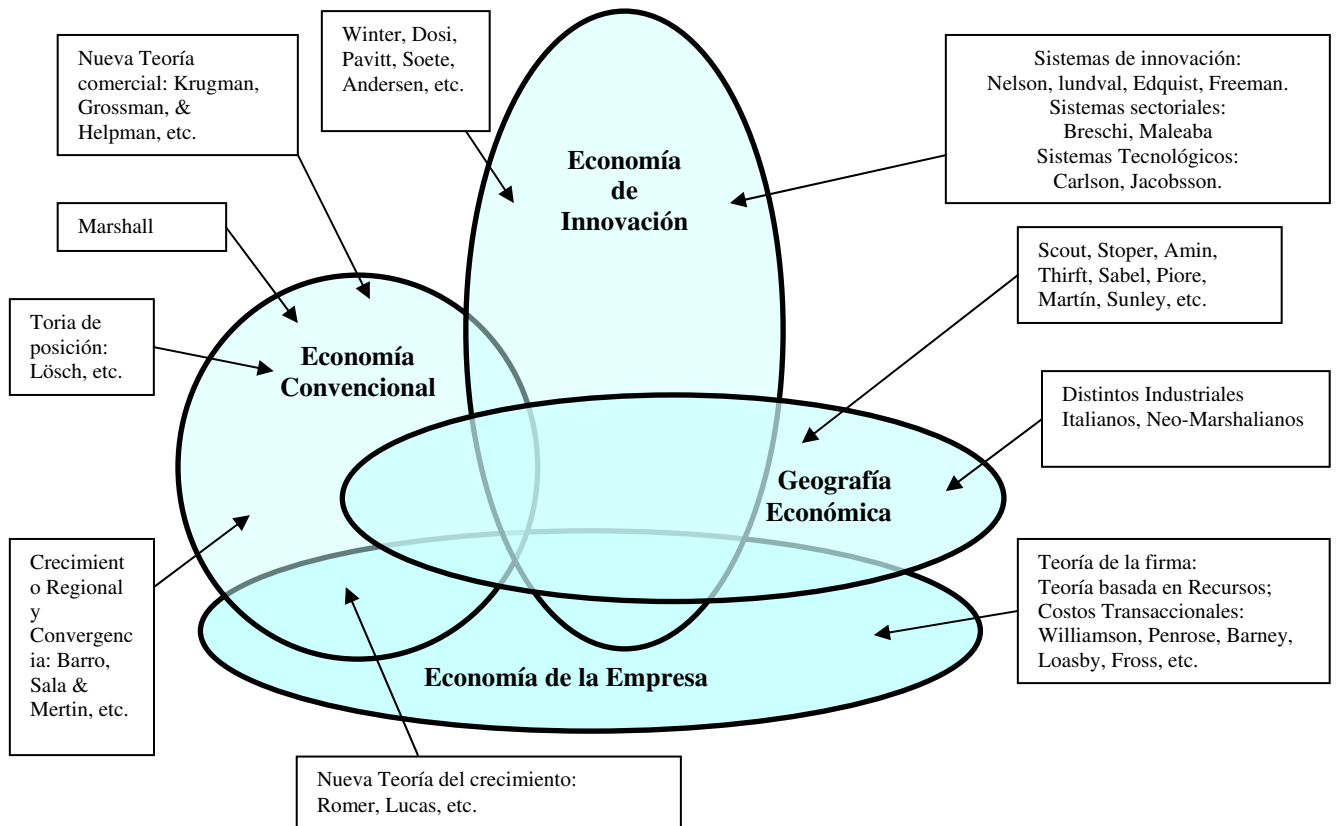 Nueva Teoría
comercial: Krugman,
Grossman, &
Helpman, etc.
Winter, Dosi,
Pavitt, Soete,
Andersen, etc.
Sistemas de innovación:
Nelson, lundval, Edquist, Freeman.
Sistemas sectoriales:
Breschi, Maleaba
Sistemas Tecnológicos:
Carlson, Jacobsson.
Economía
de
Innovación
Marshall
Scout, Stoper, Amin,
Thirft, Sabel, Piore,
Martín, Sunley, etc.
Toria de
posición:
Lösch, etc.
Economía
Convencional
Distintos Industriales
Italianos, Neo-Marshalianos
Geografía
Económica
Crecimient
o Regional
y
Convergenc
ia: Barro,
Sala &
Mertin, etc.
Teoría de la firma:
Teoría basada en Recursos;
Costos Transaccionales:
Williamson, Penrose, Barney,
Loasby, Fross, etc.
Economía de la Empresa
Nueva Teoría del crecimiento:
Romer, Lucas, etc.